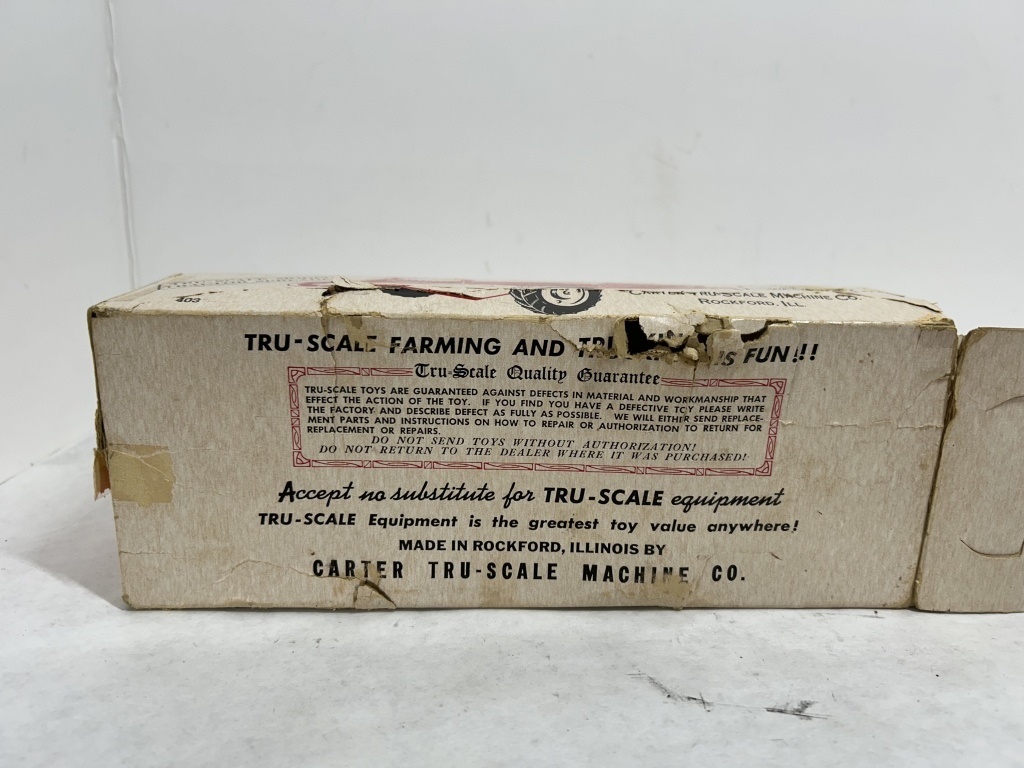 403
CARTER TRU-SCALE MACHINE CO.
ROCKFORD, ILL.
TRU-SCALE FARMING AND IS FUN!!!
Tru-Scale Quality Guarantee
TRU-SCALE TOYS ARE GUARANTEED AGAINST DEFECTS IN MATERIAL AND WORKMANSHIP THAT
EFFECT THE ACTION OF THE TOY. IF YOU FIND YOU HAVE A DEFECTIVE TOY PLEASE WRITE
THE FACTORY AND DESCRIBE DEFECT AS FULLY AS POSSIBLE. WE WILL EITHER SEND REPLACE-
MENT PARTS AND INSTRUCTIONS ON HOW TO REPAIR OR AUTHORIZATION TO RETURN FOR
REPLACEMENT OR REPAIRS.
DO NOT SEND TOYS WITHOUT AUTHORIZATION!
DO NOT RETURN TO THE DEALER WHERE IT WAS PURCHASED!
Accept no substitute for TRU-SCALE equipment
TRU-SCALE Equipment is the greatest toy value anywhere!
MADE IN ROCKFORD, ILLINOIS BY
CARTER TRU-SCALE MACHINE CO.